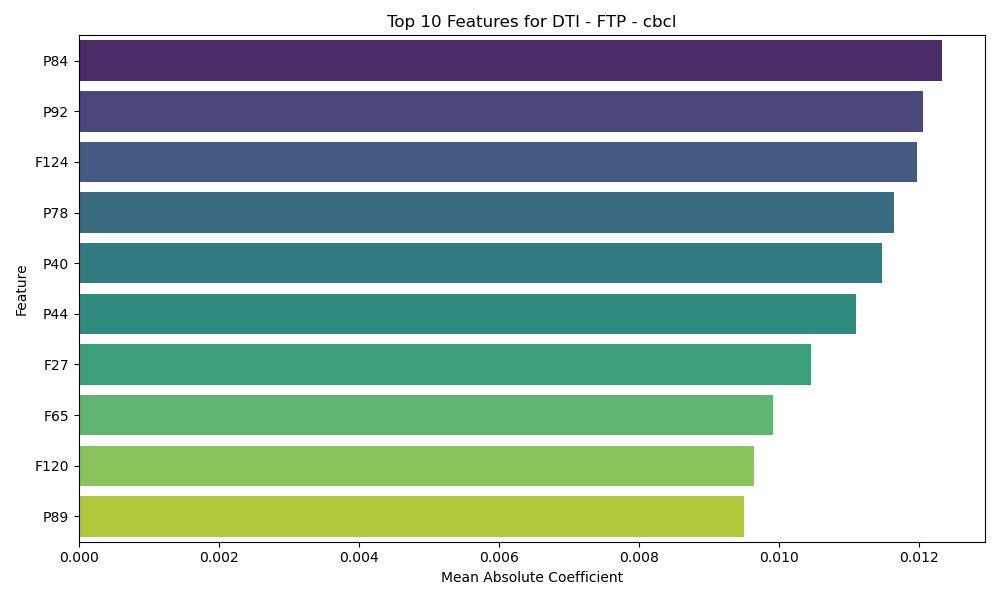 Top 10 Features for DTI - FTP - cbcl
Feature
P84
P92
F124
P78
P40
P44
F27
F65
F120
P89
0.000 0.002 0.004 0.006 0.008 0.010 0.012
Mean Absolute Coefficient